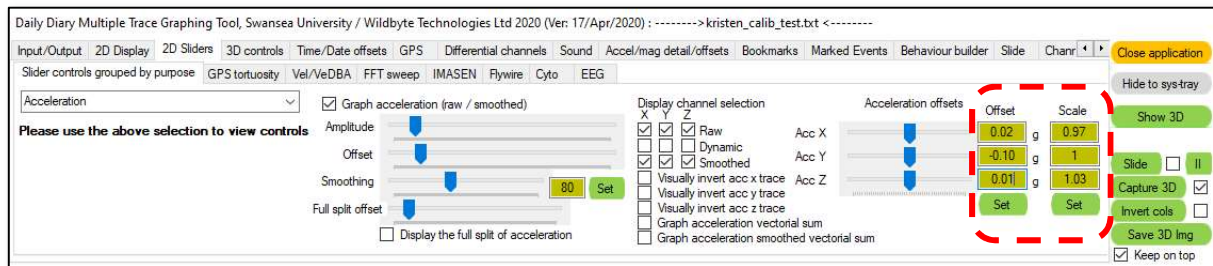 Daily Diary Multiple Trace Graphing Tool, Swansea University / Wildbyte Technologies Ltd 2020 (Ver: 17/Apr/2020) : -------->kristen_calib_test.txt <--------
Input/Output 2D Display 2D Sliders 3D controls Time/Date offsets GPS Differential channels Sound Accel/mag detail/offsets Bookmarks Marked Events Behaviour builder Slide Chanr
Close application
Slider controls grouped by purpose GPS tortuosity Vel/VeDBA FFT sweep IMASEN Flywire Cyto EEG
Hide to sys-tray
Acceleration
Graph acceleration (raw / smoothed)
Display channel selection
Acceleration offsets
Offset Scale
Show 3D
X Y Z
Please use the above selection to view controls
Amplitude
Raw
Acc X
0.02 g 0.97
Dynamic
Offset
Smoothed
Acc Y
-0.10 g 1
Slide II
Smoothing
80 Set
Visually invert acc x trace
Acc Z
0.01 g 1.03
Capture 3D
Visually invert acc y trace
Full split offset
Visually invert acc z trace
Set Set
Invert cols
Graph acceleration vectorial sum
Display the full split of acceleration
Graph acceleration smoothed vectorial sum
Save 3D Img
Keep on top